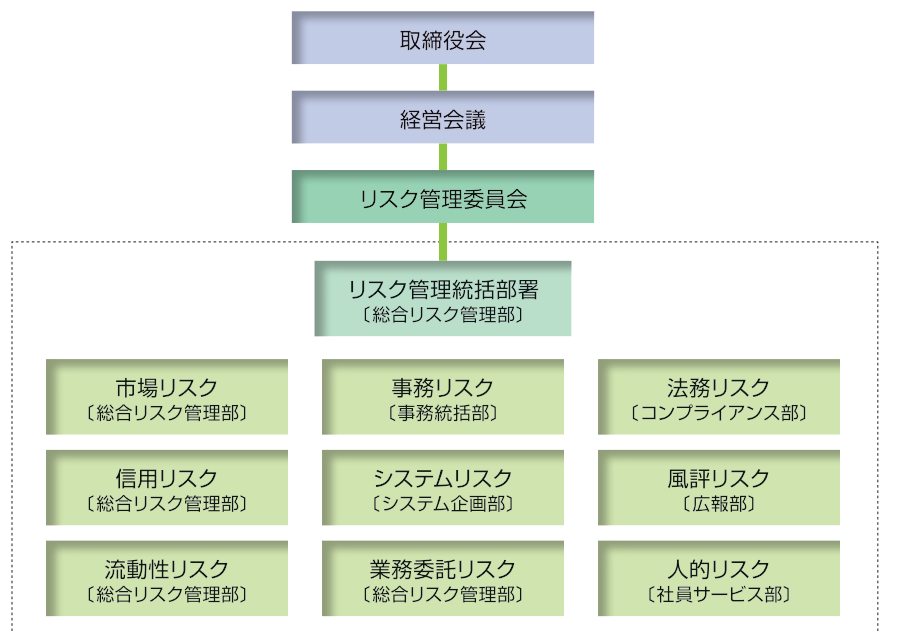 取締役会
経営会議
リスク管理委員会
リスク管理統括部署
〔総合リスク管理部〕
市場リスク
〔総合リスク管理部〕
事務リスク
〔事務統括部〕
法務リスク
〔コンプライアンス部〕
信用リスク
〔総合リスク管理部〕
システムリスク
〔システム企画部〕
風評リスク
〔広報部〕
流動性リスク
〔総合リスク管理部〕
業務委託リスク
〔総合リスク管理部〕
人的リスク
〔社員サービス部〕